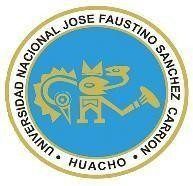 UNIVERSIDAD NACIONAL JOSE FAUSTINO SANCHEZ CARRION
• HUACHO •